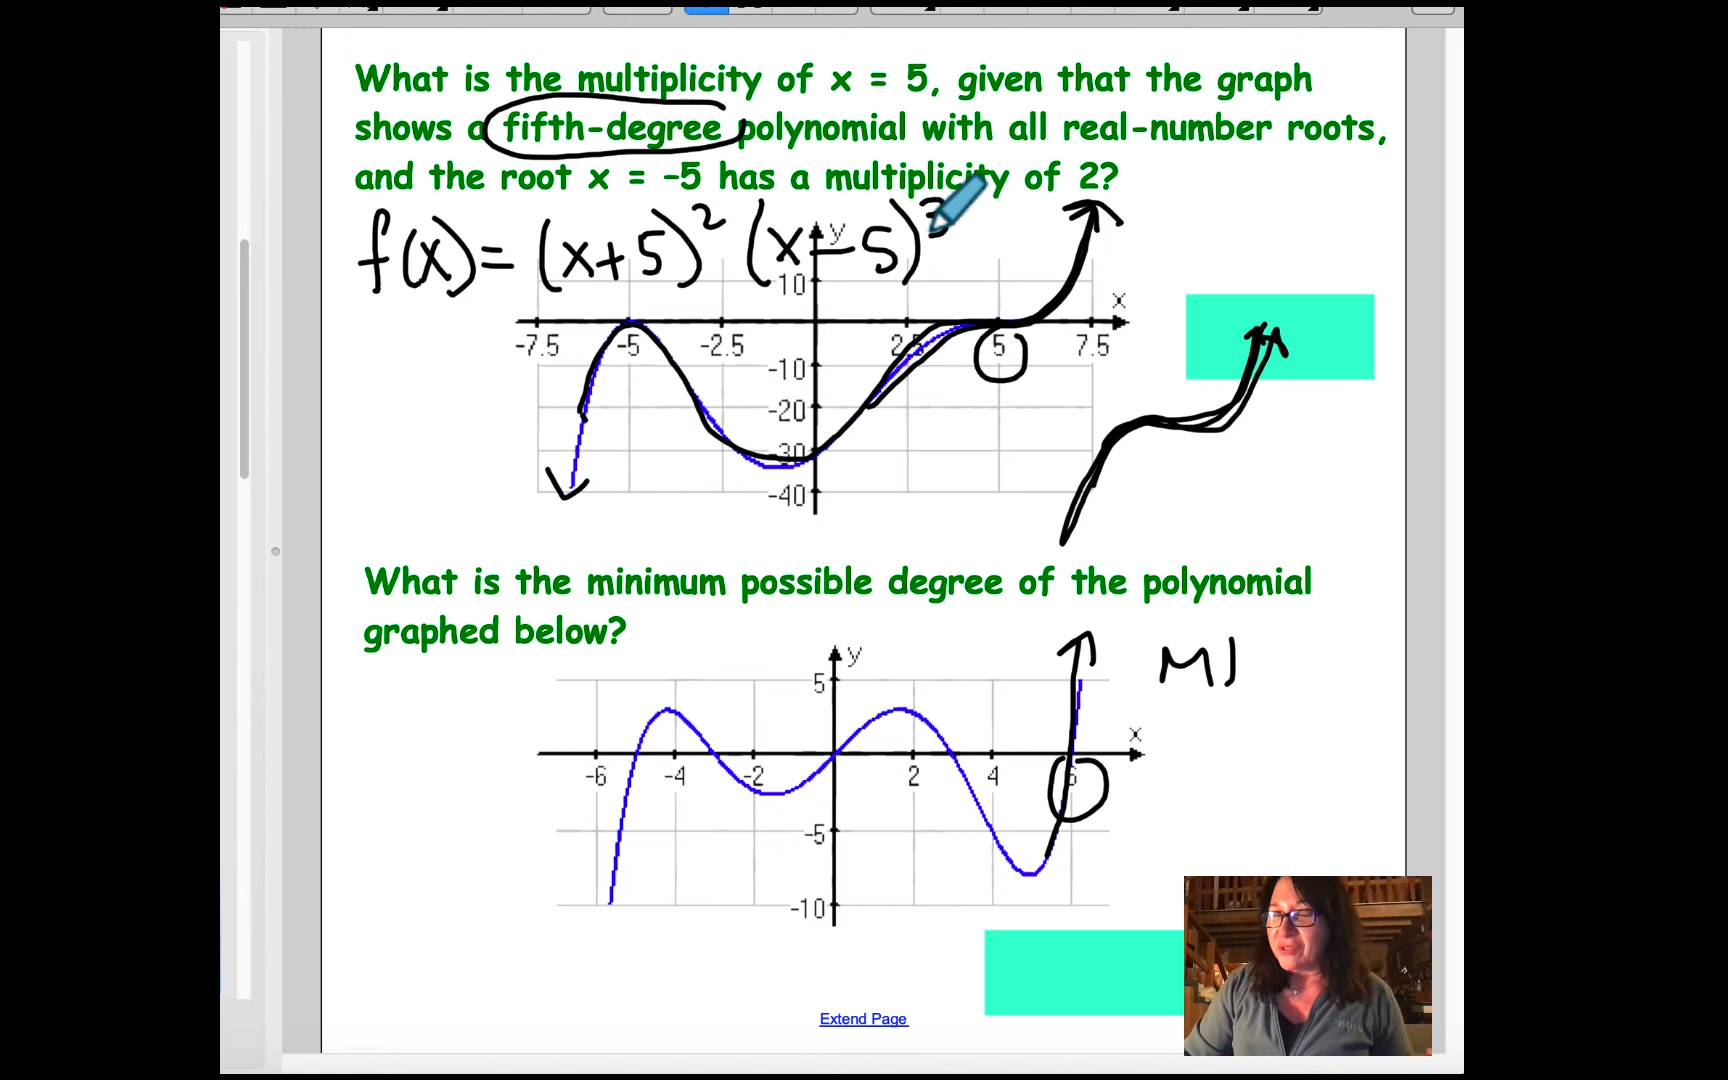 What is the multiplicity of x = 5, given that the graph
shows a fifth-degree polynomial with all real-number roots,
and the root x = -5 has a multiplicity of 2?
f(x) = (x+5)² (x-5)³
y
10
x
-7.5 -5 -2.5 2.5 5 7.5
-10
-20
-30
-40
What is the minimum possible degree of the polynomial
graphed below?
M1
y
5
x
-6 -4 -2 2 4 6
-5
-10
Extend Page